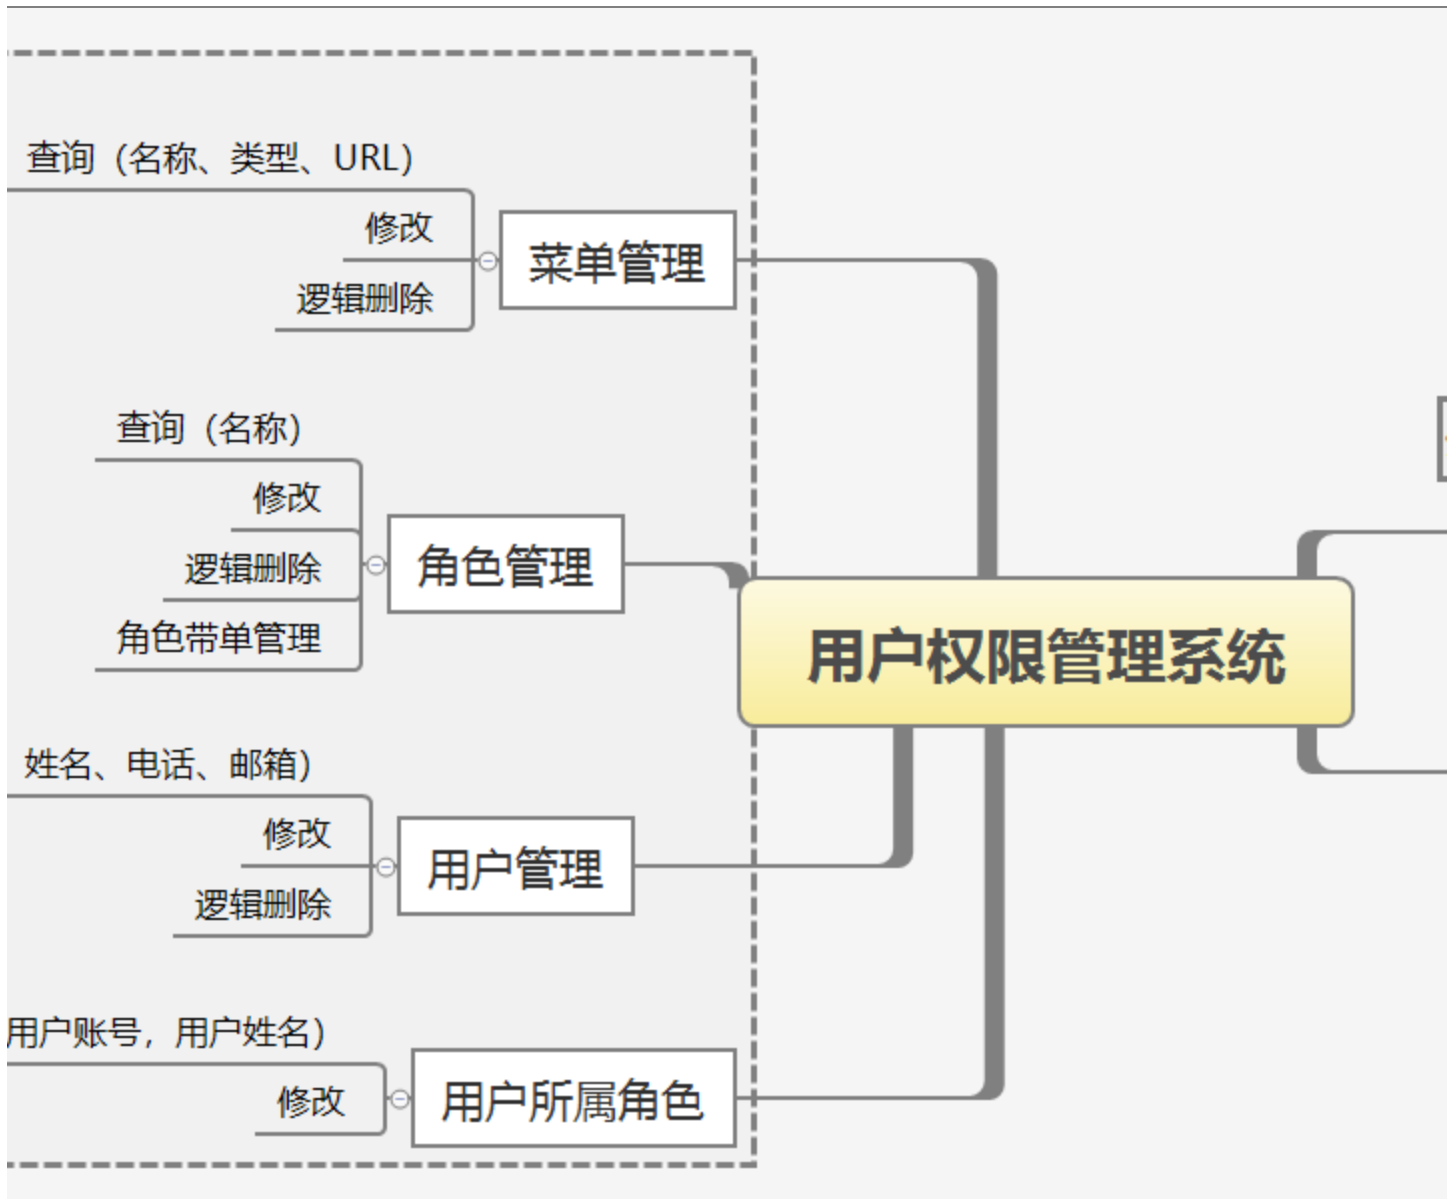 查询（名称、类型、URL）
修改
逻辑删除
菜单管理
查询（名称）
修改
逻辑删除
角色带单管理
角色管理
用户权限管理系统
姓名、电话、邮箱）
修改
逻辑删除
用户管理
用户账号，用户姓名）
修改
用户所属角色